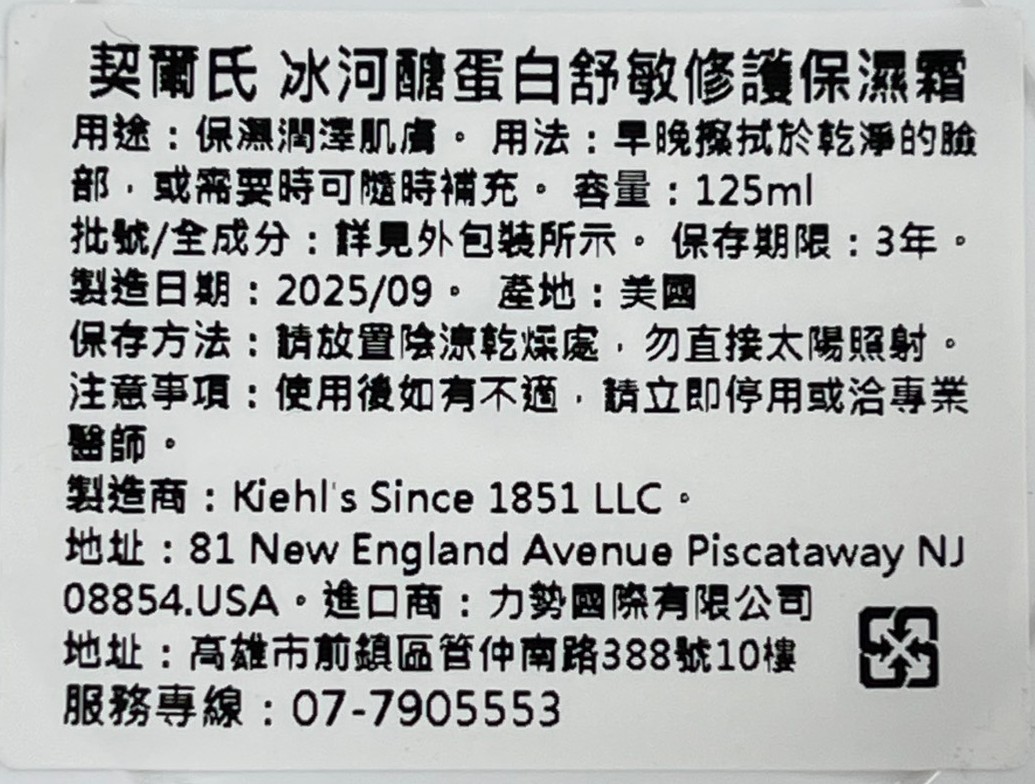 契爾氏 冰河醣蛋白舒敏修護保濕霜
用途：保濕潤澤肌膚。 用法：早晚擦拭於乾淨的臉
部，或需要時可隨時補充。 容量：125ml
批號/全成分：詳見外包裝所示。 保存期限：3年。
製造日期：2025/09。 產地：美國
保存方法：請放置陰涼乾燥處，勿直接太陽照射。
注意事項：使用後如有不適，請立即停用或洽專業
醫師。
製造商：Kiehl's Since 1851 LLC。
地址：81 New England Avenue Piscataway NJ
08854.USA。進口商：力勢國際有限公司
地址：高雄市前鎮區管仲南路388號10樓
服務專線：07-7905553